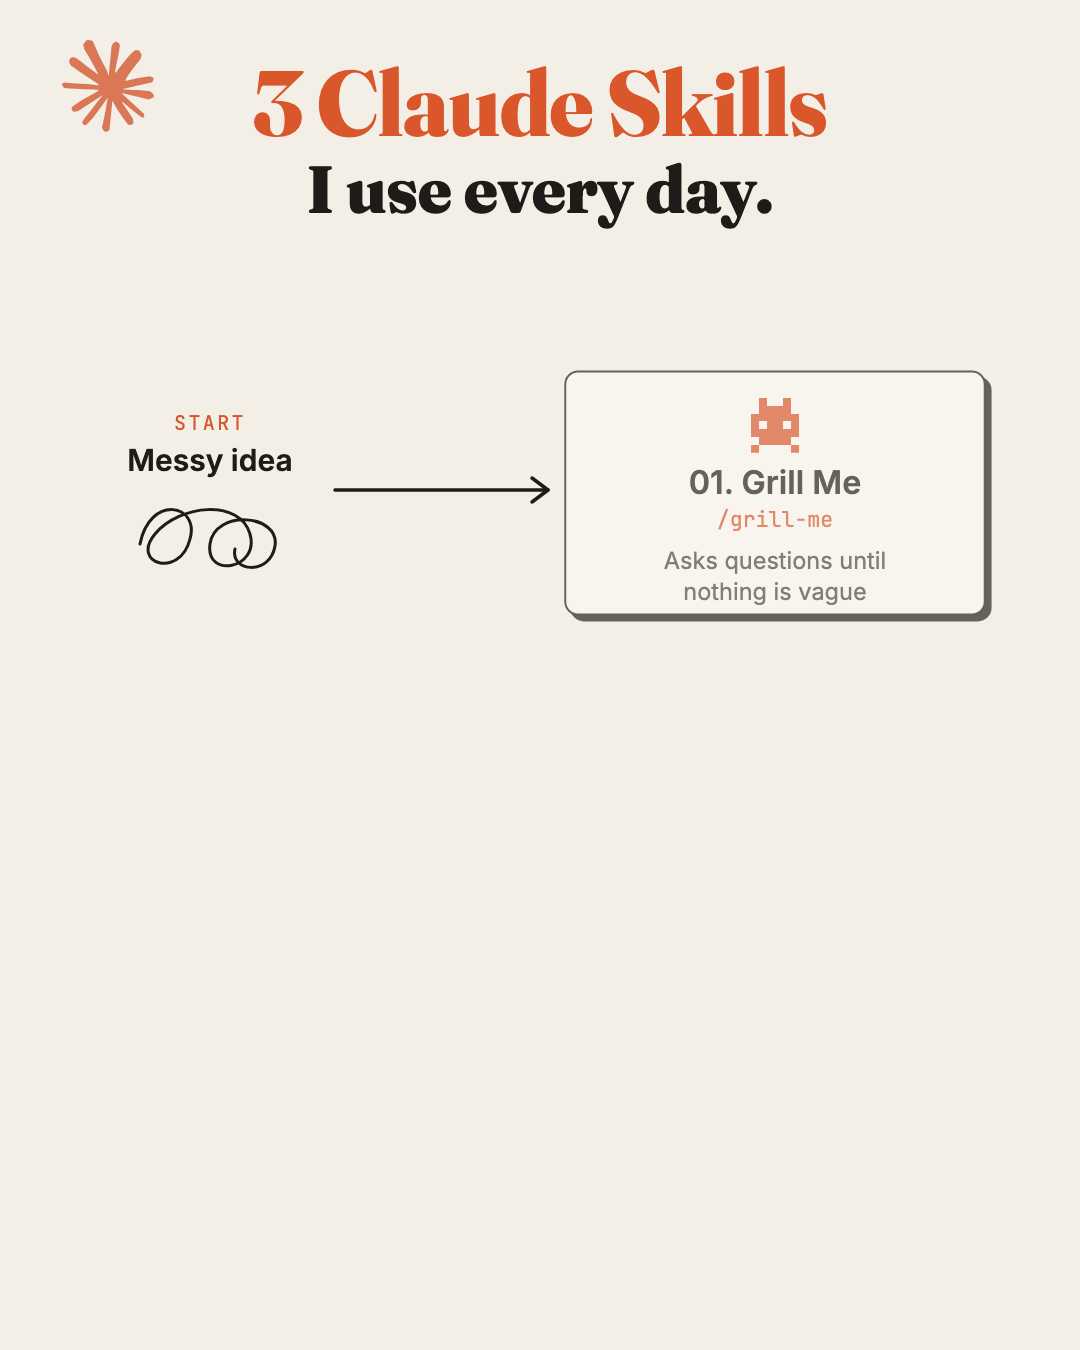 3 Claude Skills
I use every day.
START
Messy idea
01. Grill Me
/grill-me
Asks questions until
nothing is vague